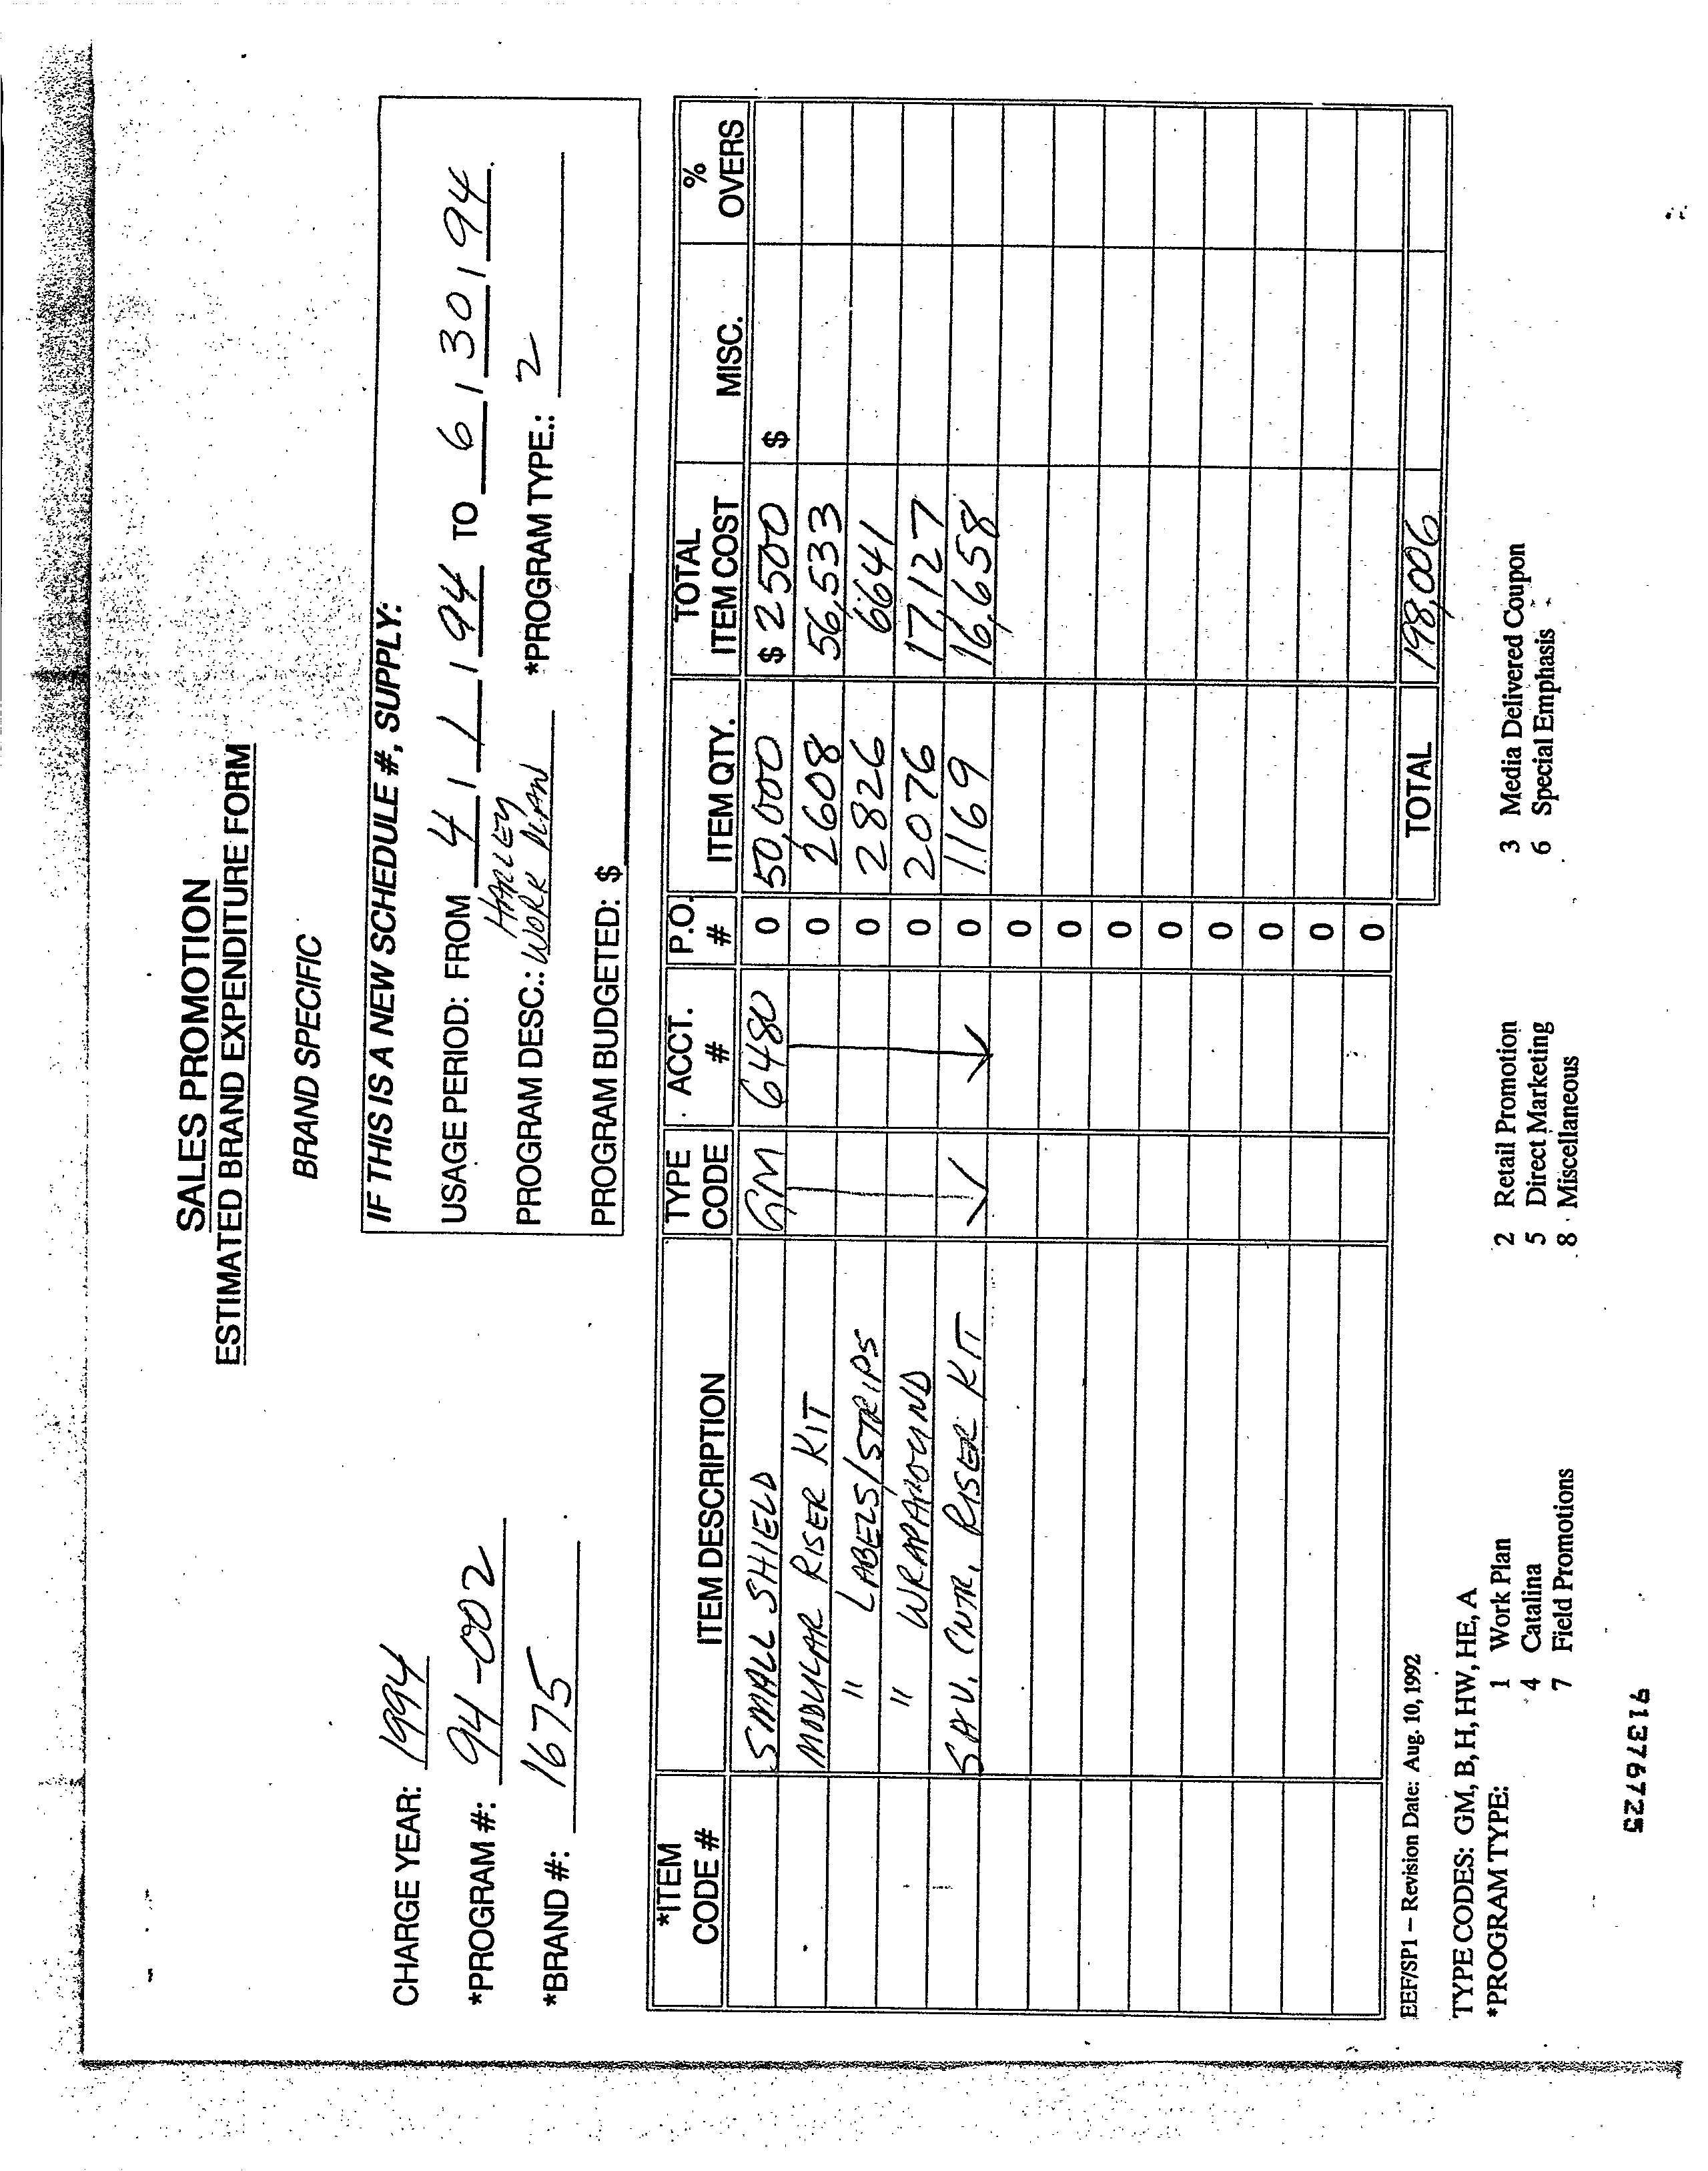 SALES PROMOTION
ESTIMATED BRAND EXPENDITURE FORM
BRAND SPECIFIC
CHARGE YEAR: 1994
*PROGRAM #: 94-002
*BRAND #: 1675
IF THIS IS A NEW SCHEDULE #, SUPPLY:
USAGE PERIOD: FROM 4/1/94 TO 6/30/94
HARLEY
PROGRAM DESC.: WORK PLAN *PROGRAM TYPE.: 2
PROGRAM BUDGETED: $
*ITEM CODE # ITEM DESCRIPTION TYPE CODE ACCT. # P.O. # ITEM QTY. TOTAL ITEM COST MISC. % OVERS
SMALL SHIELD GM 6480 0 50,000 $ 2500 $
MODULAR RISER KIT 0 2608 56,533
" LABELS/STRIPS 0 2826 6641
" WRAPAROUND 0 2076 17,127
SAV. CNTR. RISER KIT 0 1169 16,658
0
0
0
0
0
0
0
0
TOTAL 198,006
EEF/SP1 – Revision Date: Aug. 10, 1992
TYPE CODES: GM, B, H, HW, HE, A
*PROGRAM TYPE: 1 Work Plan 2 Retail Promotion 3 Media Delivered Coupon
4 Catalina 5 Direct Marketing 6 Special Emphasis
7 Field Promotions 8 Miscellaneous
91376725